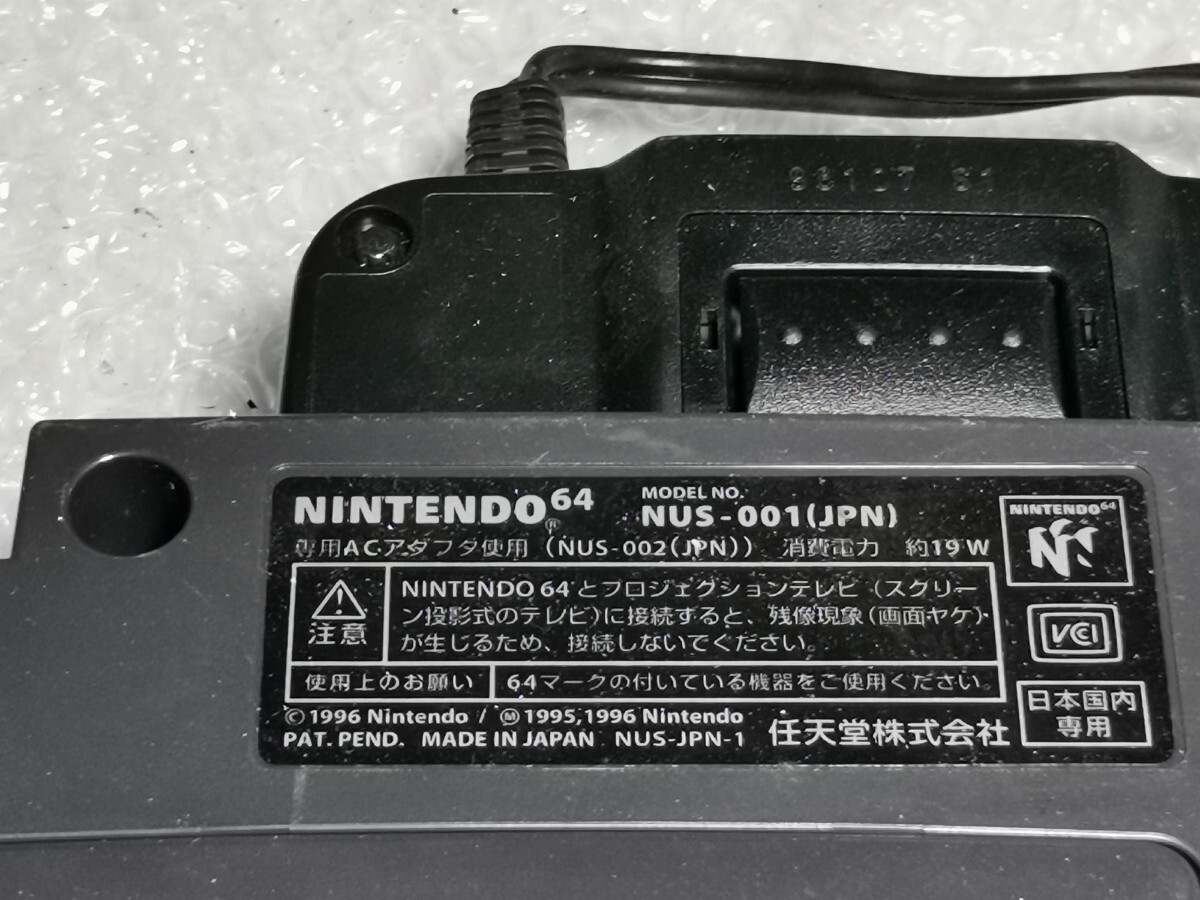 NINTENDO64®
MODEL NO.
NUS-001(JPN)
専用ACアダプタ使用 (NUS-002(JPN)) 消費電力 約19W
注意
NINTENDO 64とプロジェクションテレビ (スクリー
ン投影式のテレビ)に接続すると、残像現象(画面ヤケ)
が生じるため、接続しないでください。
使用上のお願い
64マークの付いている機器をご使用ください。
© 1996 Nintendo / Ⓜ 1995,1996 Nintendo
PAT. PEND. MADE IN JAPAN NUS-JPN-1
任天堂株式会社
NINTENDO64
VCCI
日本国内
専用